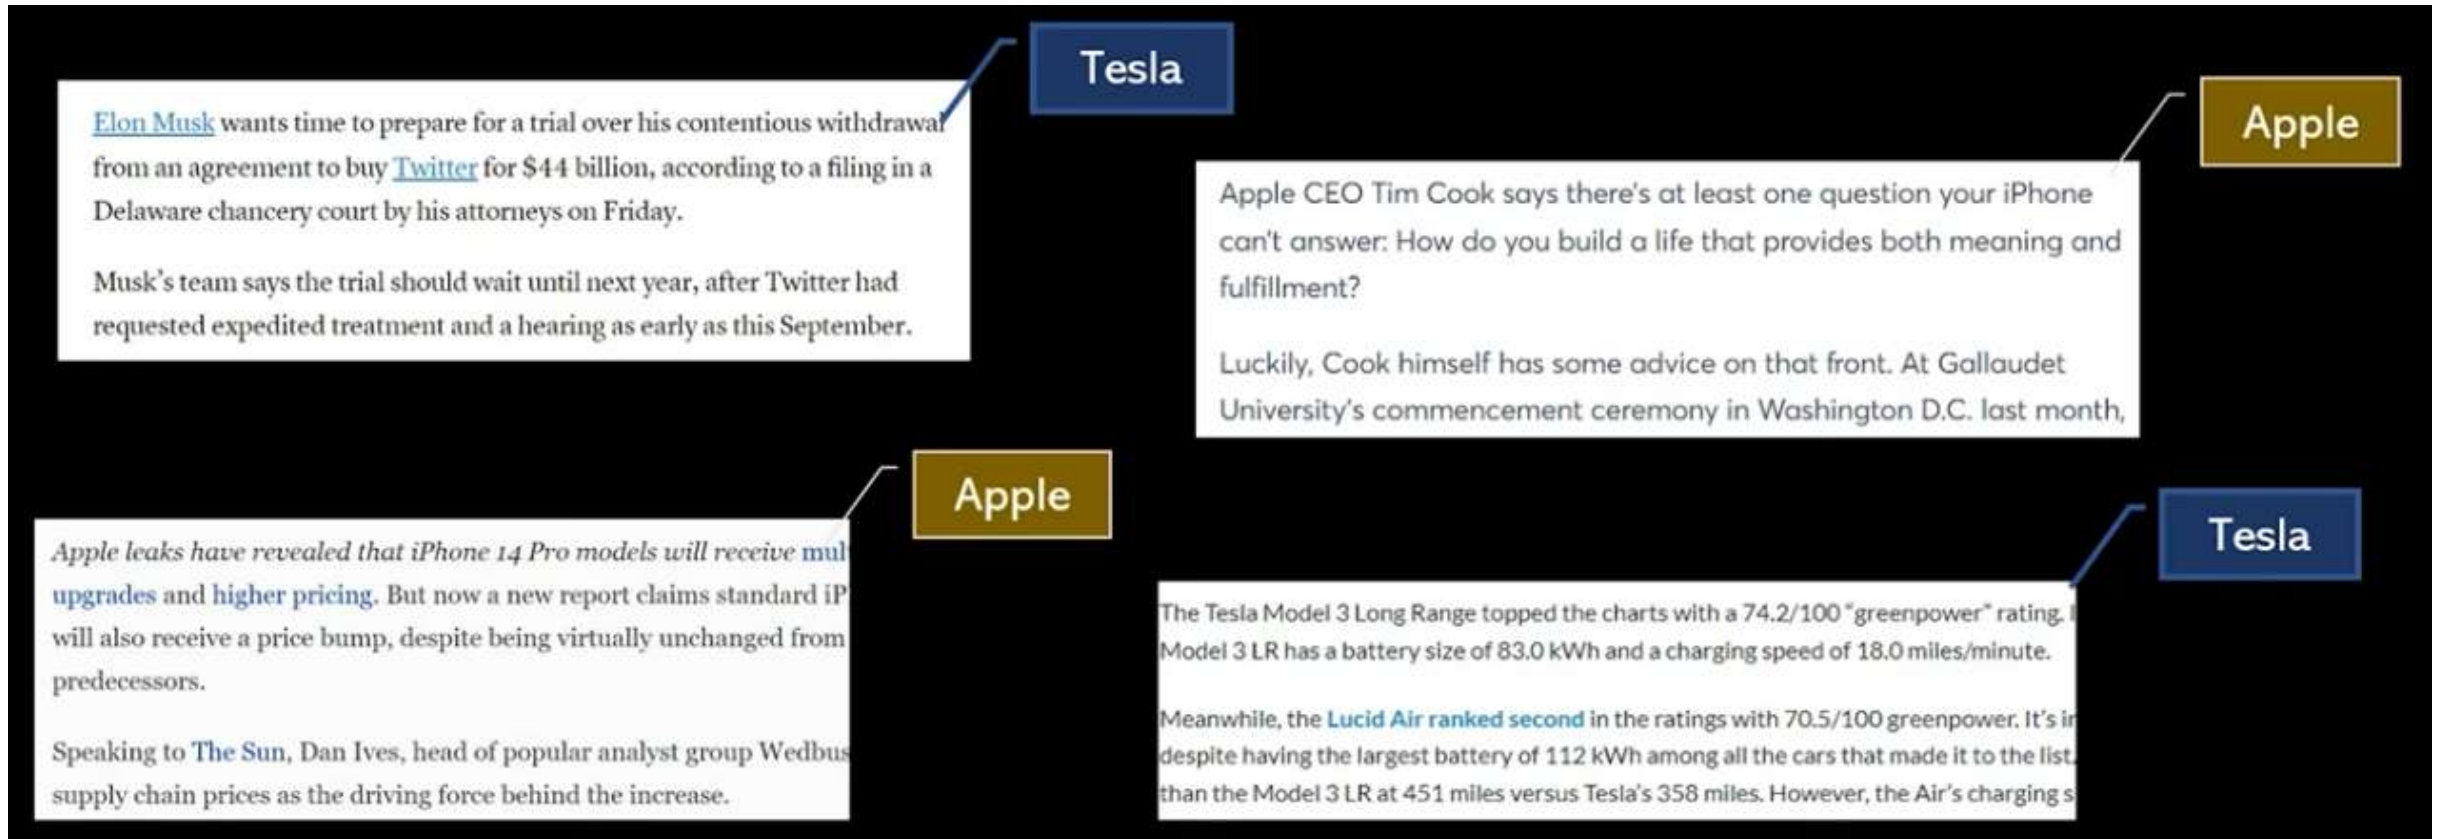 Tesla
Elon Musk wants time to prepare for a trial over his contentious withdrawal
from an agreement to buy Twitter for $44 billion, according to a filing in a
Delaware chancery court by his attorneys on Friday.
Musk's team says the trial should wait until next year, after Twitter had
requested expedited treatment and a hearing as early as this September.
Apple
Apple CEO Tim Cook says there's at least one question your iPhone
can't answer: How do you build a life that provides both meaning and
fulfillment?
Luckily, Cook himself has some advice on that front. At Gallaudet
University's commencement ceremony in Washington D.C. last month,
Apple
Apple leaks have revealed that iPhone 14 Pro models will receive mul
upgrades and higher pricing. But now a new report claims standard iP
will also receive a price bump, despite being virtually unchanged from
predecessors.
Speaking to The Sun, Dan Ives, head of popular analyst group Wedbus
supply chain prices as the driving force behind the increase.
Tesla
The Tesla Model 3 Long Range topped the charts with a 74.2/100 "greenpower" rating.
Model 3 LR has a battery size of 83.0 kWh and a charging speed of 18.0 miles/minute.
Meanwhile, the Lucid Air ranked second in the ratings with 70.5/100 greenpower. It's
despite having the largest battery of 112 kWh among all the cars that made it to the list.
than the Model 3 LR at 451 miles versus Tesla's 358 miles. However, the Air's charging s